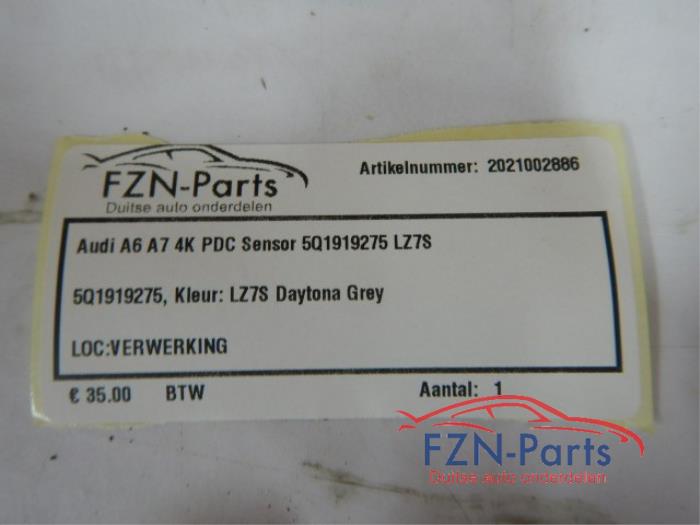 FZN-Parts
Duitse auto onderdelen
Artikelnummer: 2021002886
Audi A6 A7 4K PDC Sensor 5Q1919275 LZ7S
5Q1919275, Kleur: LZ7S Daytona Grey
LOC:VERWERKING
€ 35.00 BTW Aantal: 1
FZN-Parts
Duitse auto onderdelen